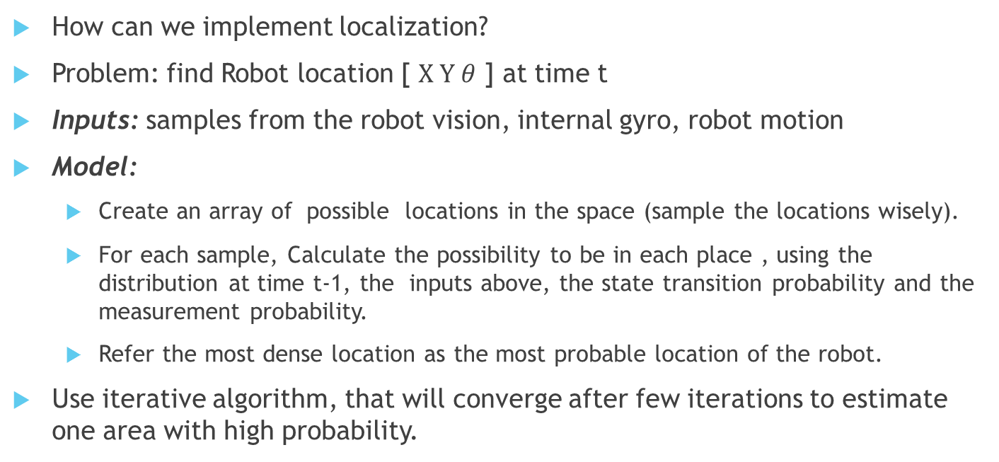 How can we implement localization?
Problem: find Robot location [ X Y θ ] at time t
Inputs: samples from the robot vision, internal gyro, robot motion
Model:
Create an array of possible locations in the space (sample the locations wisely).
For each sample, Calculate the possibility to be in each place , using the
distribution at time t-1, the inputs above, the state transition probability and the
measurement probability.
Refer the most dense location as the most probable location of the robot.
Use iterative algorithm, that will converge after few iterations to estimate
one area with high probability.